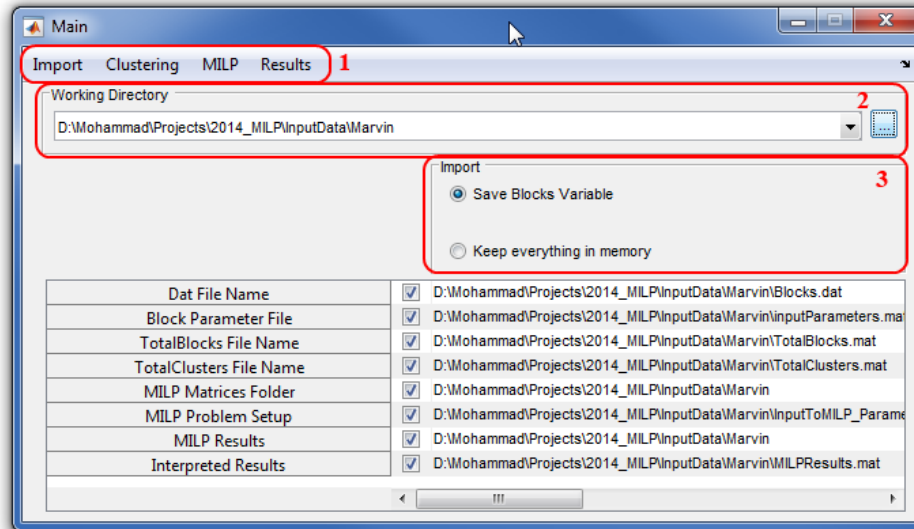 Main
Import Clustering MILP Results 1
Working Directory 2
D:\Mohammad\Projects\2014_MILP\InputData\Marvin ...
Import 3
Save Blocks Variable
Keep everything in memory
Dat File Name D:\Mohammad\Projects\2014_MILP\InputData\Marvin\Blocks.dat
Block Parameter File D:\Mohammad\Projects\2014_MILP\InputData\Marvin\inputParameters.mat
TotalBlocks File Name D:\Mohammad\Projects\2014_MILP\InputData\Marvin\TotalBlocks.mat
TotalClusters File Name D:\Mohammad\Projects\2014_MILP\InputData\Marvin\TotalClusters.mat
MILP Matrices Folder D:\Mohammad\Projects\2014_MILP\InputData\Marvin
MILP Problem Setup D:\Mohammad\Projects\2014_MILP\InputData\Marvin\InputToMILP_Parame
MILP Results D:\Mohammad\Projects\2014_MILP\InputData\Marvin
Interpreted Results D:\Mohammad\Projects\2014_MILP\InputData\Marvin\MILPResults.mat